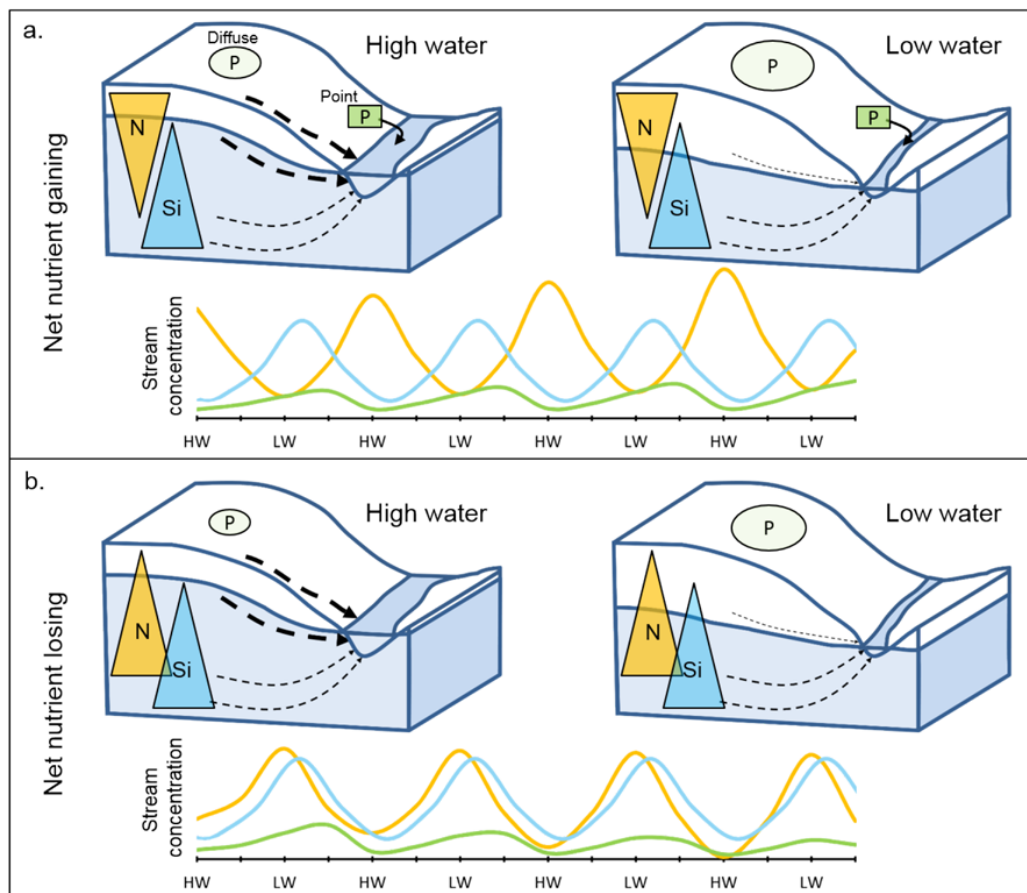 a.
Net nutrient gaining
Diffuse
P
High water
Point
P
N
Si
Low water
P
P
N
Si
Stream
concentration
HW LW HW LW HW LW HW LW
b.
Net nutrient losing
P
High water
N
Si
Low water
P
N
Si
Stream
concentration
HW LW HW LW HW LW HW LW